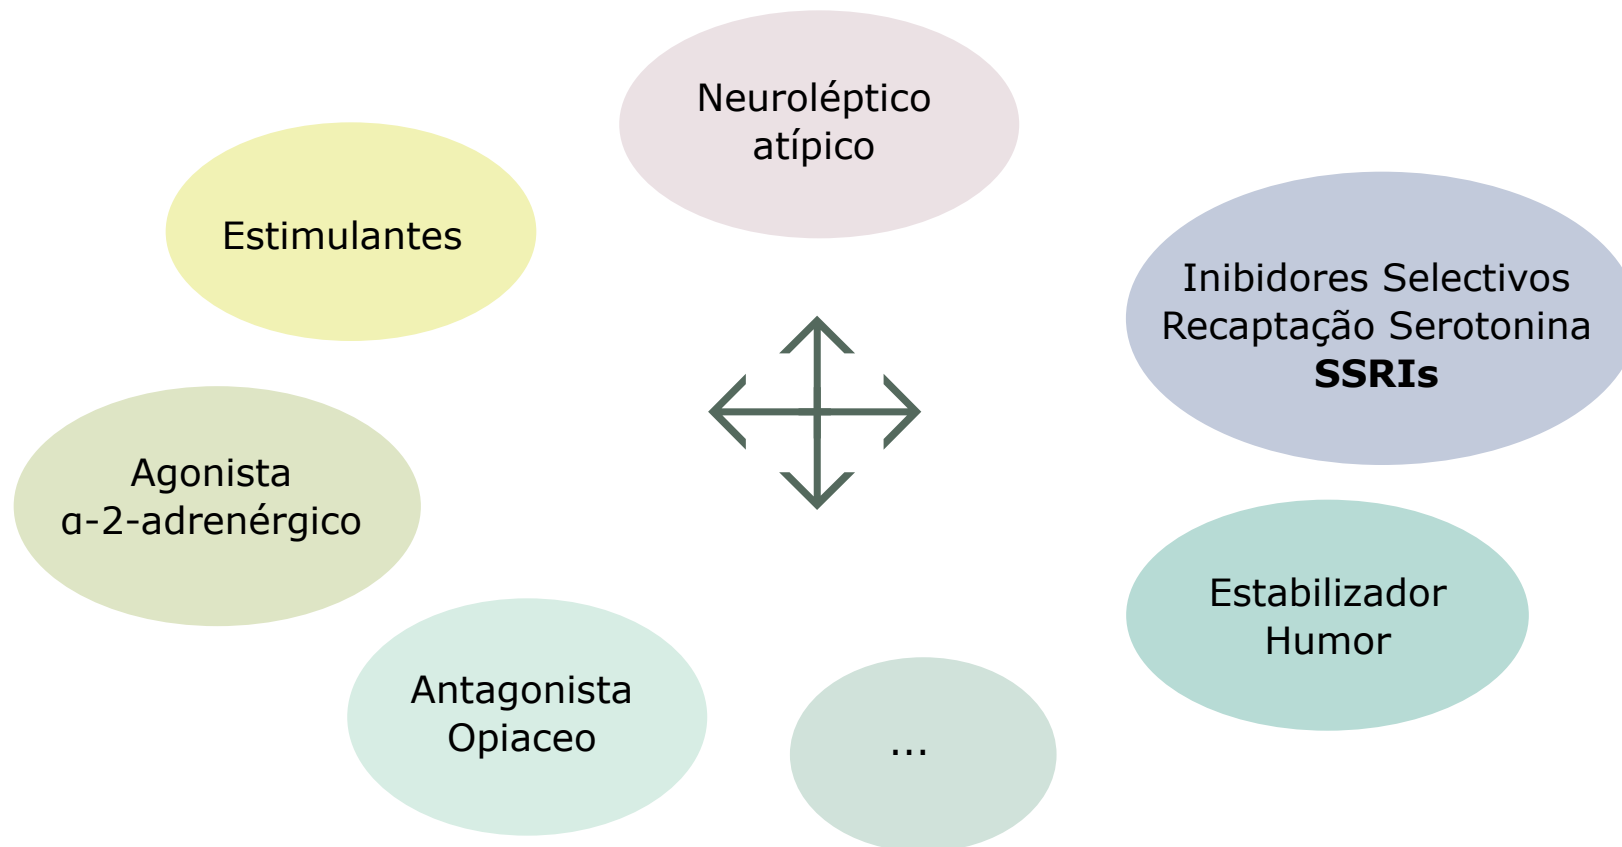 Neuroléptico
atípico
Estimulantes
Inibidores Selectivos
Recaptação Serotonina
SSRIs
Agonista
α-2-adrenérgico
Estabilizador
Humor
Antagonista
Opiaceo
...